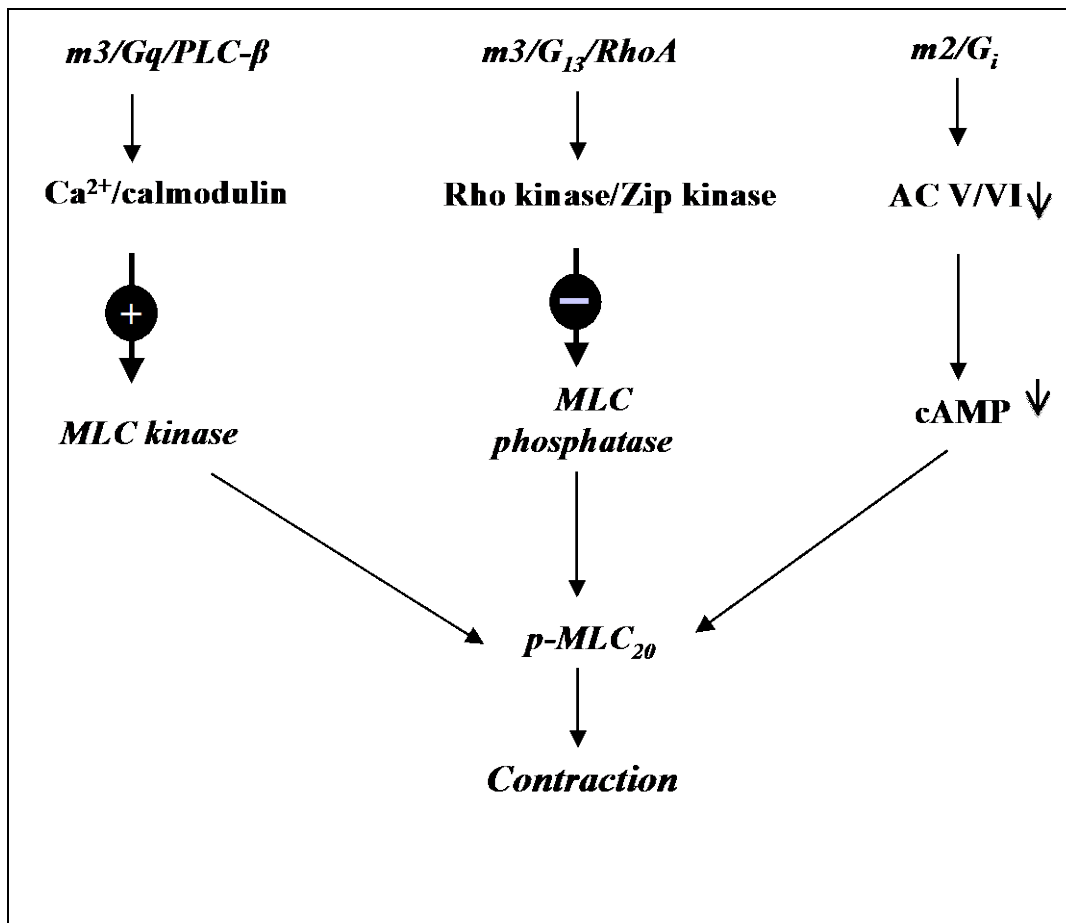 m3/Gq/PLC-β m3/G₁₃/RhoA m2/Gᵢ
Ca²⁺/calmodulin Rho kinase/Zip kinase AC V/VI ↓
+ −
MLC kinase MLC phosphatase cAMP ↓
p-MLC₂₀
Contraction